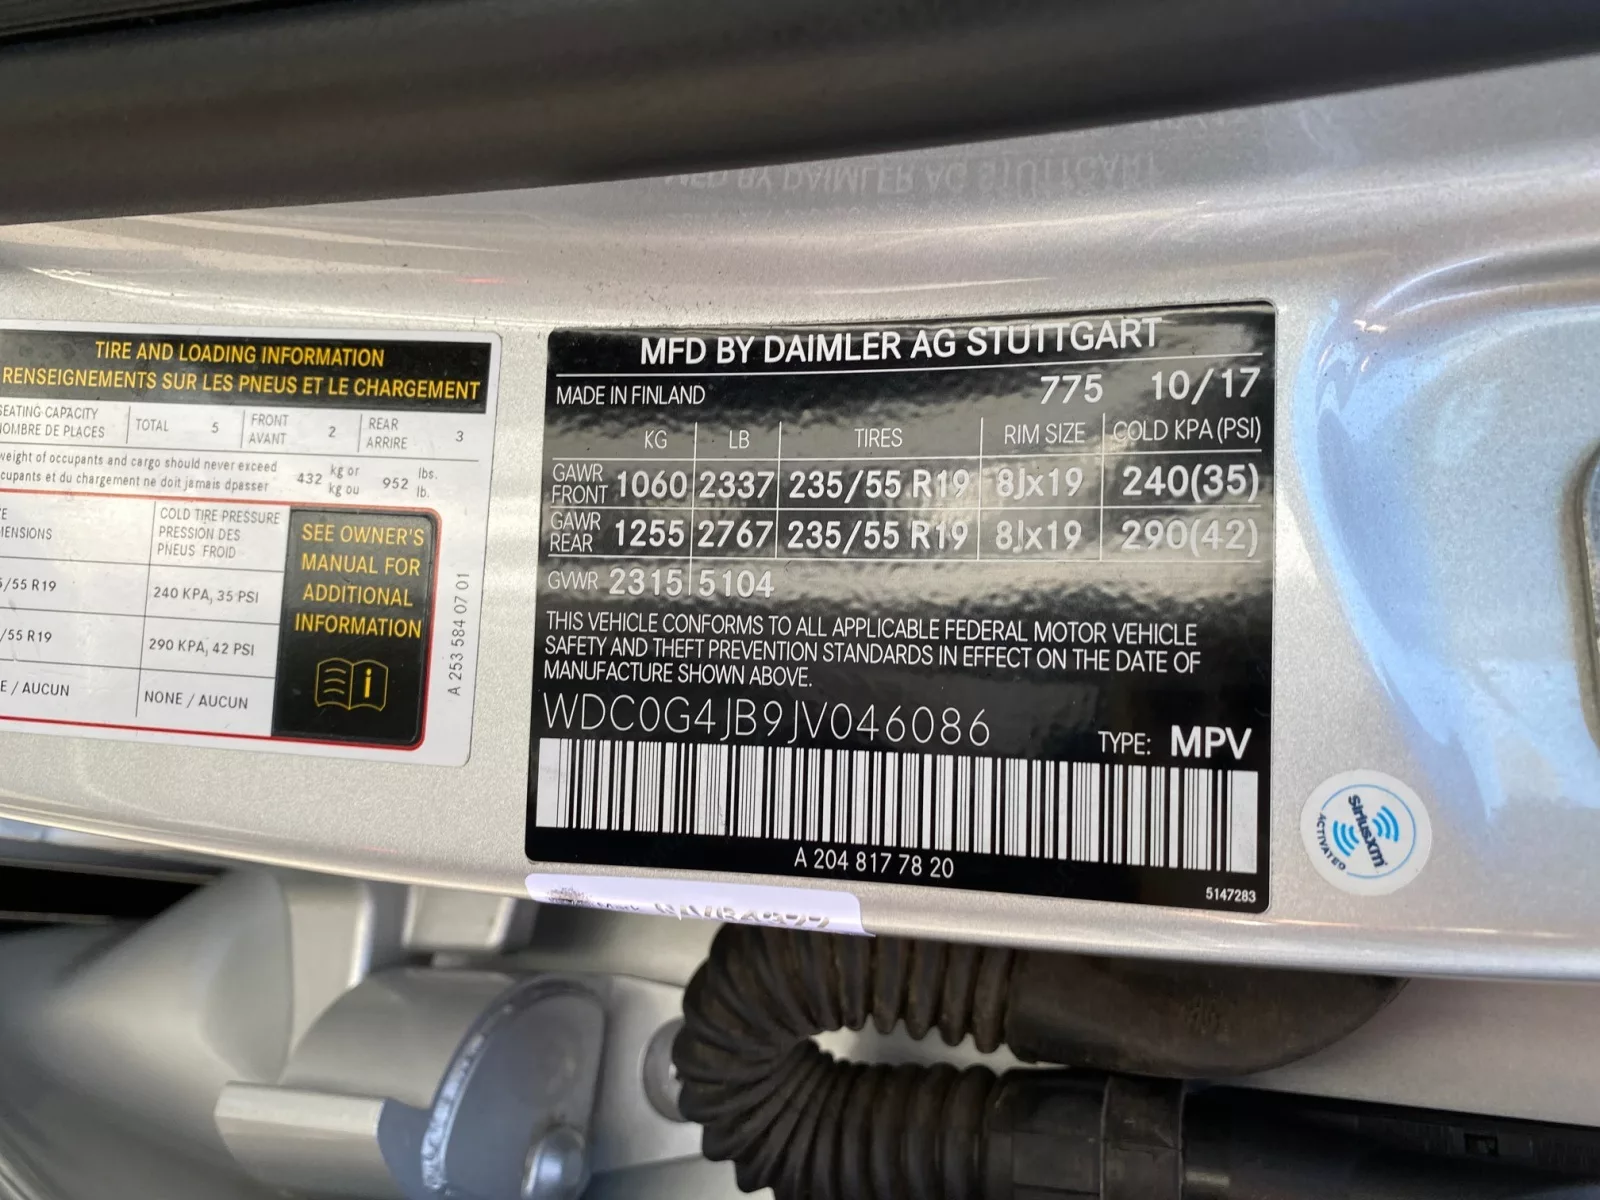 TIRE AND LOADING INFORMATION
RENSEIGNEMENTS SUR LES PNEUS ET LE CHARGEMENT
SEATING CAPACITY
NOMBRE DE PLACES
TOTAL 5
FRONT
AVANT
2
REAR
ARRIRE
3
weight of occupants and cargo should never exceed
cupants et du chargement ne doit jamais dpasser
432
kg or
kg ou
952
lbs.
lb.
COLD TIRE PRESSURE
PRESSION DES
PNEUS FROID
/55 R19
240 KPA, 35 PSI
/55 R19
290 KPA, 42 PSI
E / AUCUN
NONE / AUCUN
SEE OWNER'S
MANUAL FOR
ADDITIONAL
INFORMATION
i
A 253 584 07 01
MFD BY DAIMLER AG STUTTGART
MADE IN FINLAND 775 10/17
KG LB TIRES RIM SIZE COLD KPA (PSI)
GAWR
FRONT
1060 2337 235/55 R19 8Jx19 240(35)
GAWR
REAR
1255 2767 235/55 R19 8Jx19 290(42)
GVWR 2315 5104
THIS VEHICLE CONFORMS TO ALL APPLICABLE FEDERAL MOTOR VEHICLE
SAFETY AND THEFT PREVENTION STANDARDS IN EFFECT ON THE DATE OF
MANUFACTURE SHOWN ABOVE.
WDC0G4JB9JV046086
TYPE: MPV
A 204 817 78 20
5147283
SiriusXM
ACTIVATED